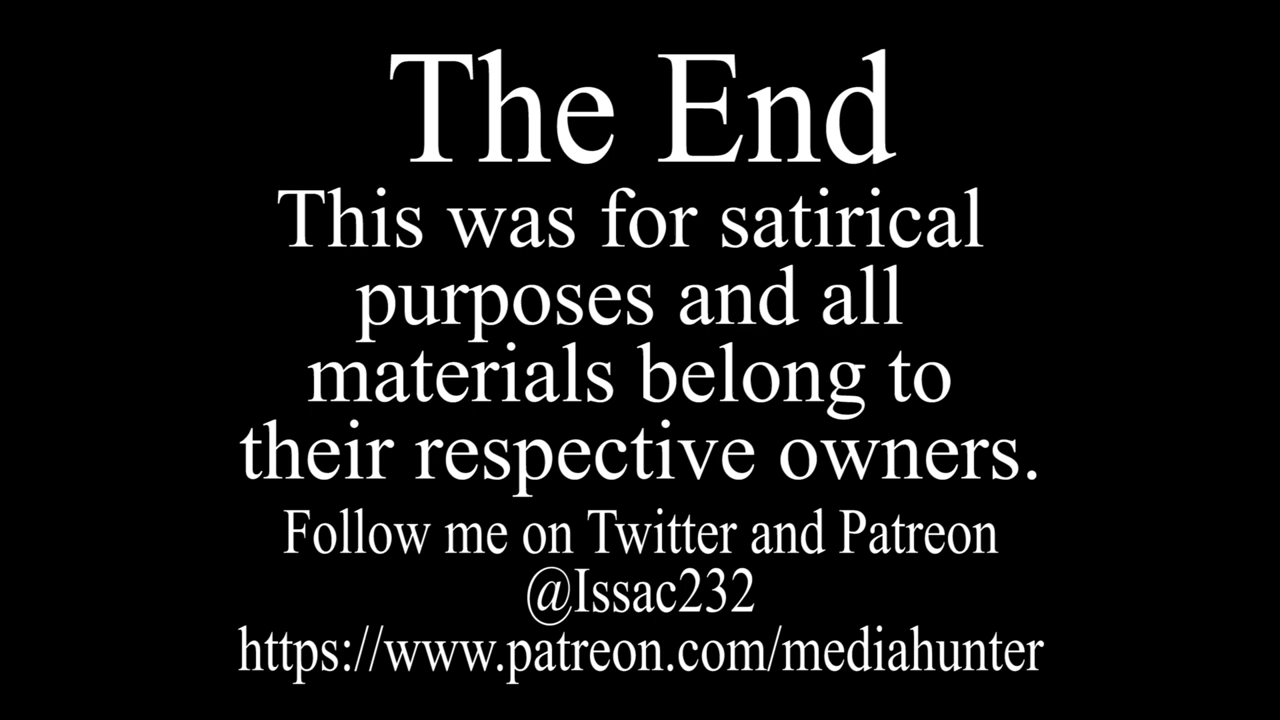 The End
This was for satirical
purposes and all
materials belong to
their respective owners.
Follow me on Twitter and Patreon
@Issac232
https://www.patreon.com/mediahunter